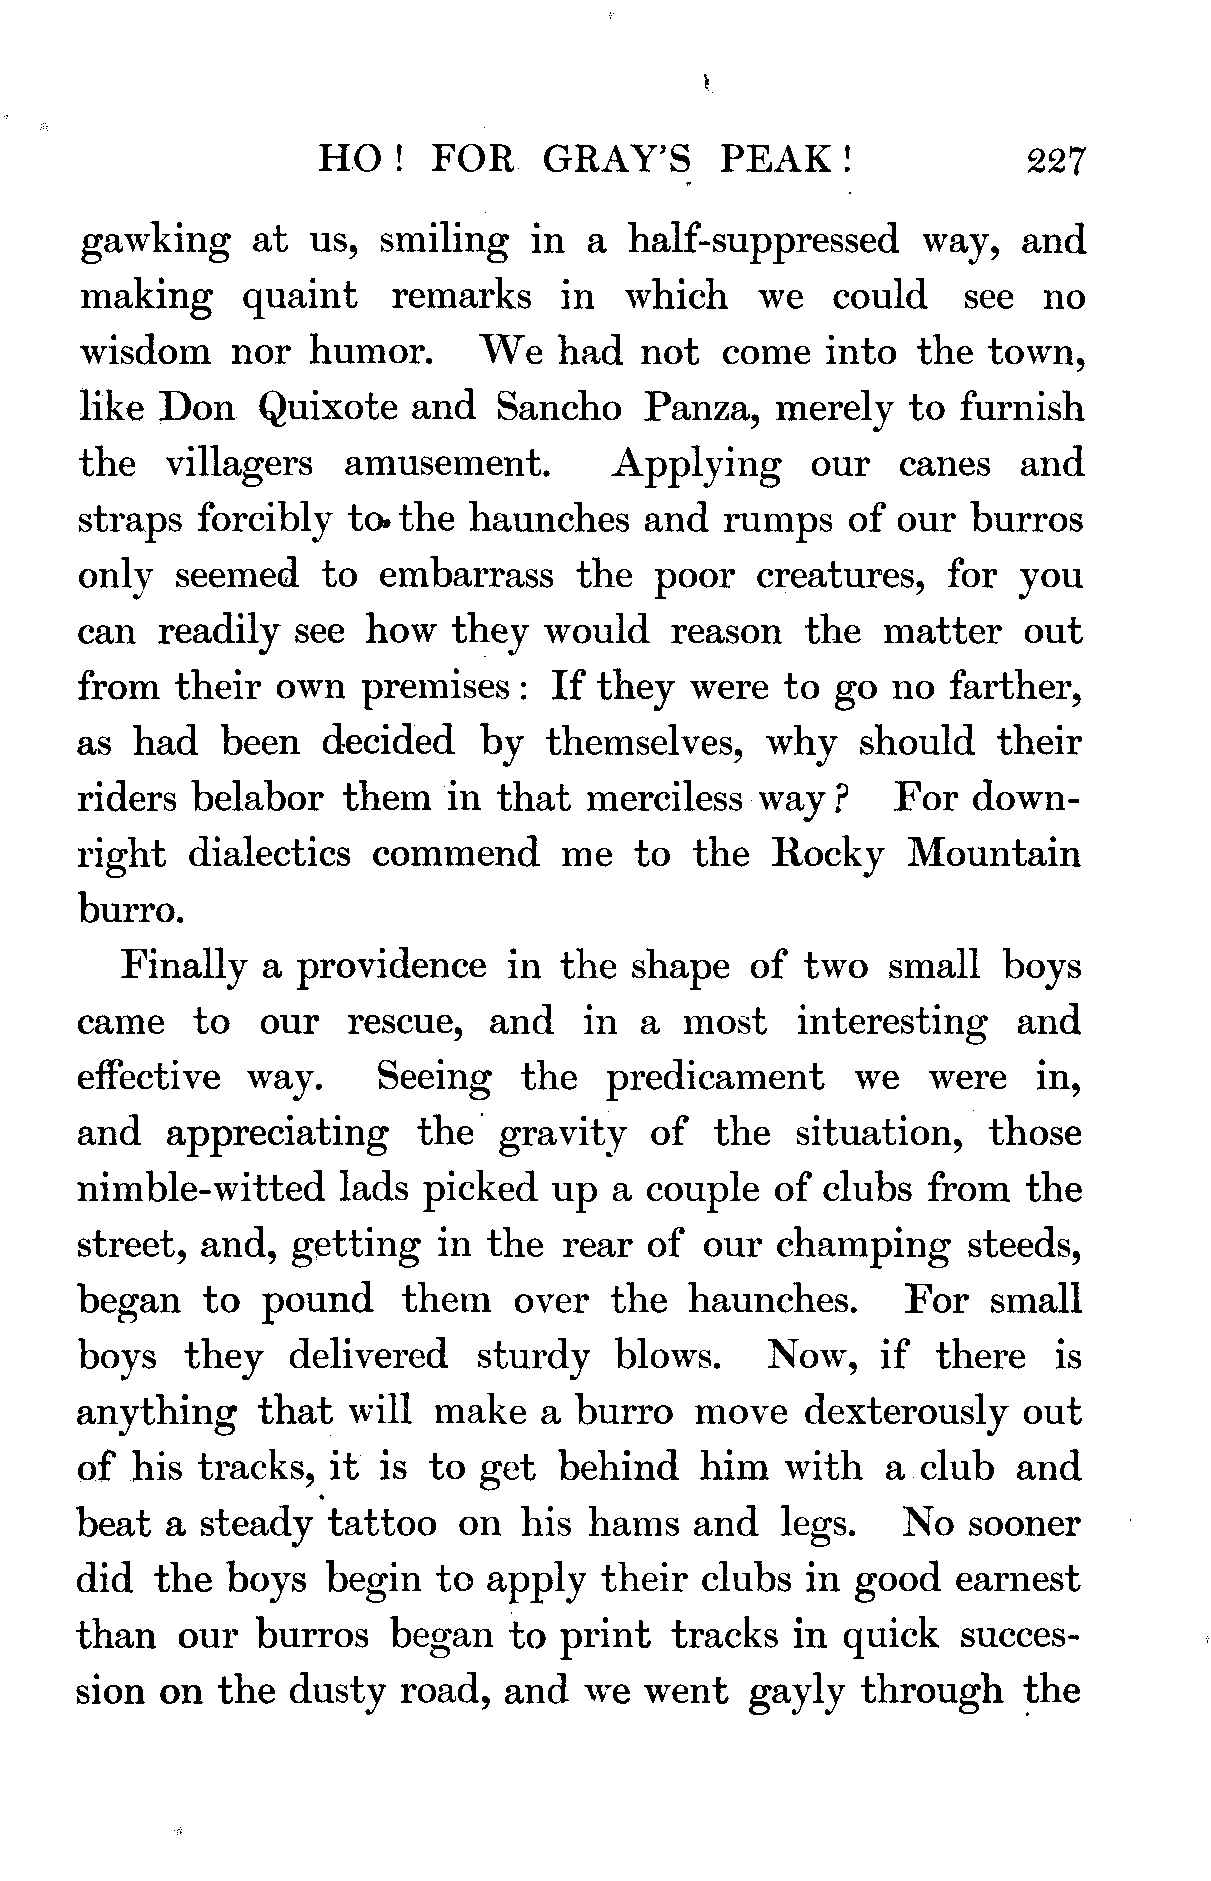 HO! FOR GRAY'S PEAK! 227
gawking at us, smiling in a half-suppressed way, and
making quaint remarks in which we could see no
wisdom nor humor. We had not come into the town,
like Don Quixote and Sancho Panza, merely to furnish
the villagers amusement. Applying our canes and
straps forcibly to the haunches and rumps of our burros
only seemed to embarrass the poor creatures, for you
can readily see how they would reason the matter out
from their own premises: If they were to go no farther,
as had been decided by themselves, why should their
riders belabor them in that merciless way? For down-
right dialectics commend me to the Rocky Mountain
burro.
Finally a providence in the shape of two small boys
came to our rescue, and in a most interesting and
effective way. Seeing the predicament we were in,
and appreciating the gravity of the situation, those
nimble-witted lads picked up a couple of clubs from the
street, and, getting in the rear of our champing steeds,
began to pound them over the haunches. For small
boys they delivered sturdy blows. Now, if there is
anything that will make a burro move dexterously out
of his tracks, it is to get behind him with a club and
beat a steady tattoo on his hams and legs. No sooner
did the boys begin to apply their clubs in good earnest
than our burros began to print tracks in quick succes-
sion on the dusty road, and we went gayly through the